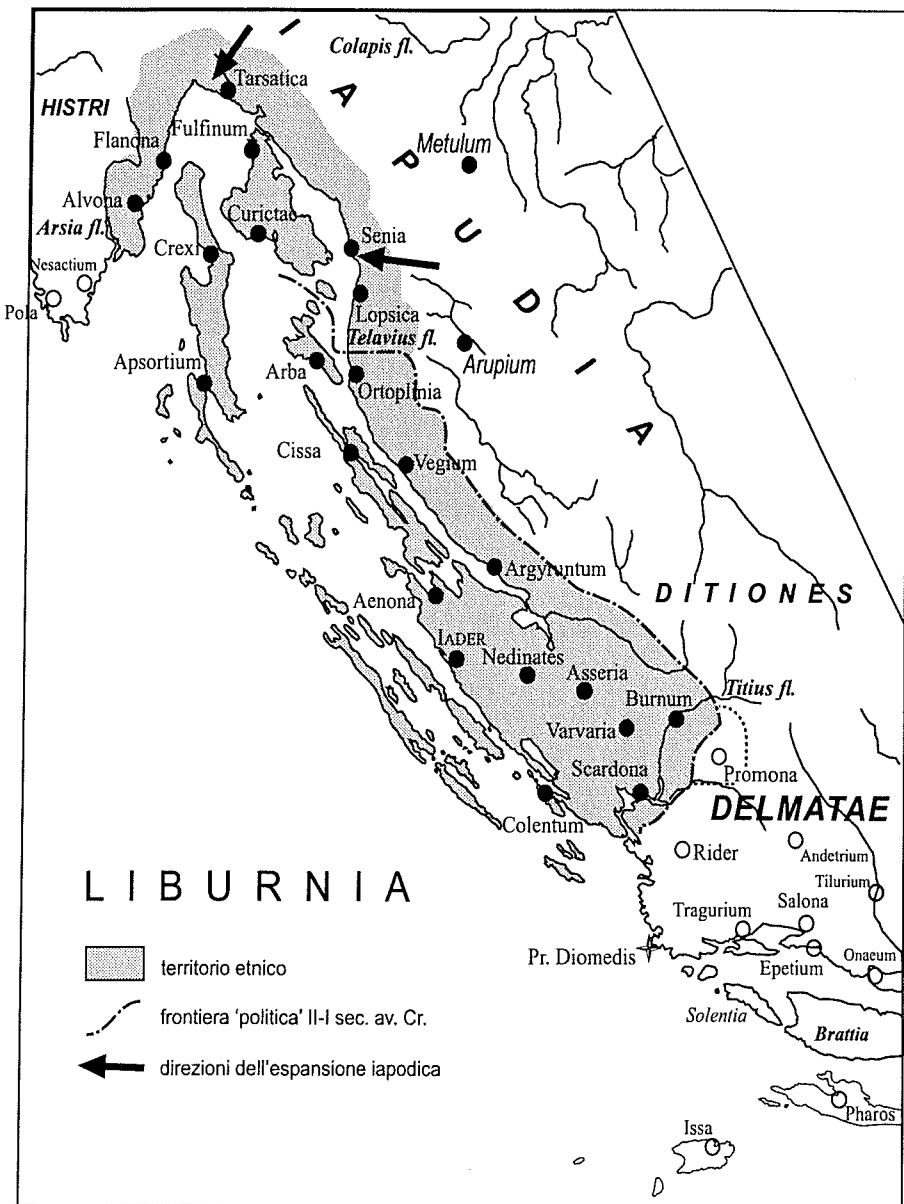 I A P U D I A
Colapis fl.
Tarsatica
HISTRI
Fulfinum
Flanona
Metulum
Alvona
Arsia fl.
Curictae
Crexi
Senia
Nesactium
Pola
Lopsica
Telavius fl.
Arupium
Apsortium
Arba
Ortoplinia
Cissa
Vegium
Argyruntum
DITIONES
Aenona
IADER
Nedinates
Asseria
Titius fl.
Burnum
Varvaria
Promona
Scardona
DELMATAE
Colentum
Rider
Andetrium
LIBURNIA
Tilurium
Salona
Tragurium
territorio etnico
Pr. Diomedis
Epetium
Onaeum
frontiera 'politica' II-I sec. av. Cr.
Solentia
Brattia
direzioni dell'espansione iapodica
Pharos
Issa